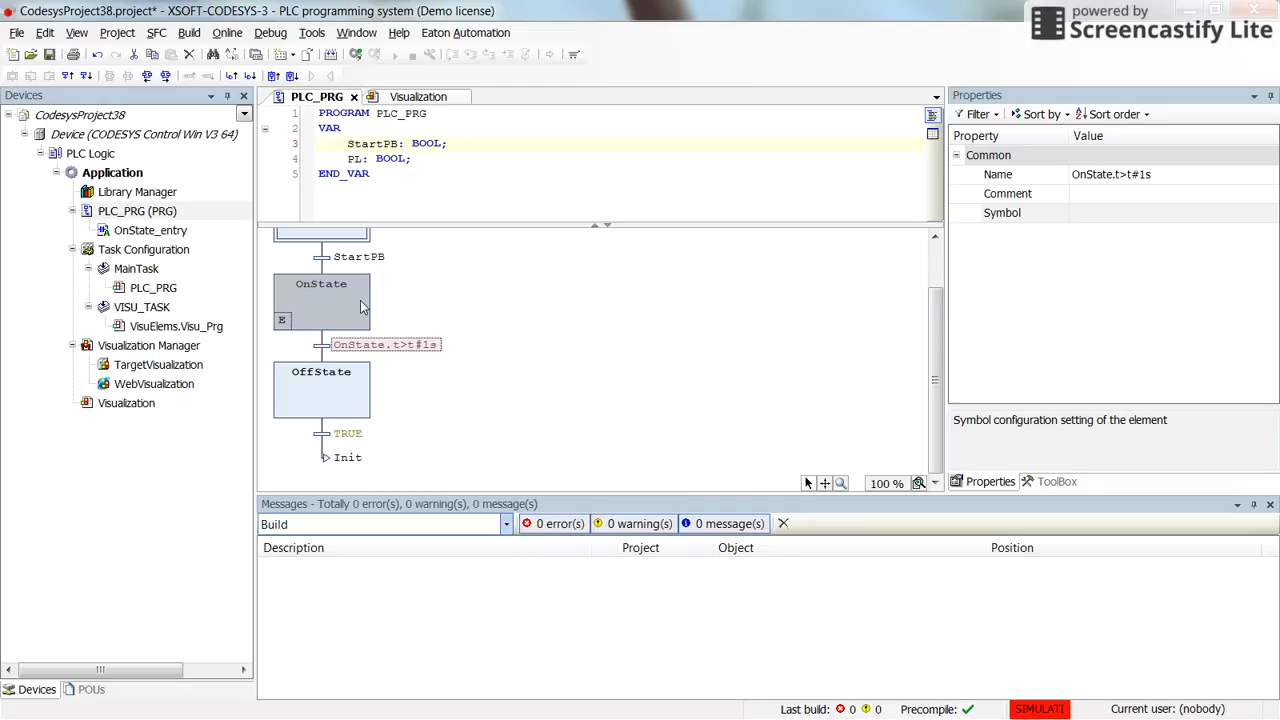 CodesysProject38.project* - XSOFT-CODESYS-3 - PLC programming system (Demo license)
powered by
Screencastify Lite
File Edit View Project SFC Build Online Debug Tools Window Help Eaton Automation
Devices
CodesysProject38
Device (CODESYS Control Win V3 64)
PLC Logic
Application
Library Manager
PLC_PRG (PRG)
OnState_entry
Task Configuration
MainTask
PLC_PRG
VISU_TASK
VisuElems.Visu_Prg
Visualization Manager
TargetVisualization
WebVisualization
Visualization
Devices POUs
PLC_PRG Visualization
1 PROGRAM PLC_PRG
2 VAR
3 StartPB: BOOL;
4 PL: BOOL;
5 END_VAR
StartPB
OnState
E
OnState.t>t#1s
OffState
TRUE
Init
100 %
Properties
Filter Sort by Sort order
Property Value
Common
Name OnState.t>t#1s
Comment
Symbol
Symbol configuration setting of the element
Properties ToolBox
Messages - Totally 0 error(s), 0 warning(s), 0 message(s)
Build 0 error(s) 0 warning(s) 0 message(s)
Description Project Object Position
Last build: 0 0 Precompile: SIMULATI Current user: (nobody)